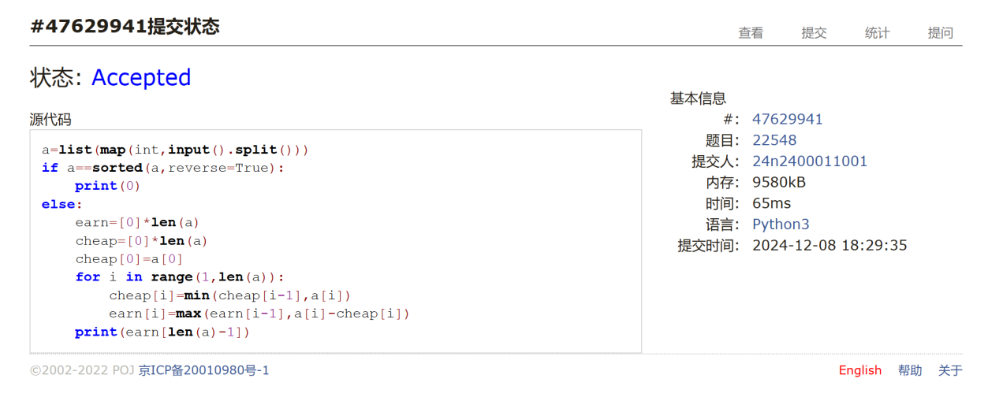 #47629941提交状态
查看 提交 统计 提问
状态: Accepted
源代码
a=list(map(int,input().split()))
if a==sorted(a,reverse=True):
    print(0)
else:
    earn=[0]*len(a)
    cheap=[0]*len(a)
    cheap[0]=a[0]
    for i in range(1,len(a)):
        cheap[i]=min(cheap[i-1],a[i])
        earn[i]=max(earn[i-1],a[i]-cheap[i])
    print(earn[len(a)-1])
基本信息
#: 47629941
题目: 22548
提交人: 24n2400011001
内存: 9580kB
时间: 65ms
语言: Python3
提交时间: 2024-12-08 18:29:35
©2002-2022 POJ 京ICP备20010980号-1
English 帮助 关于